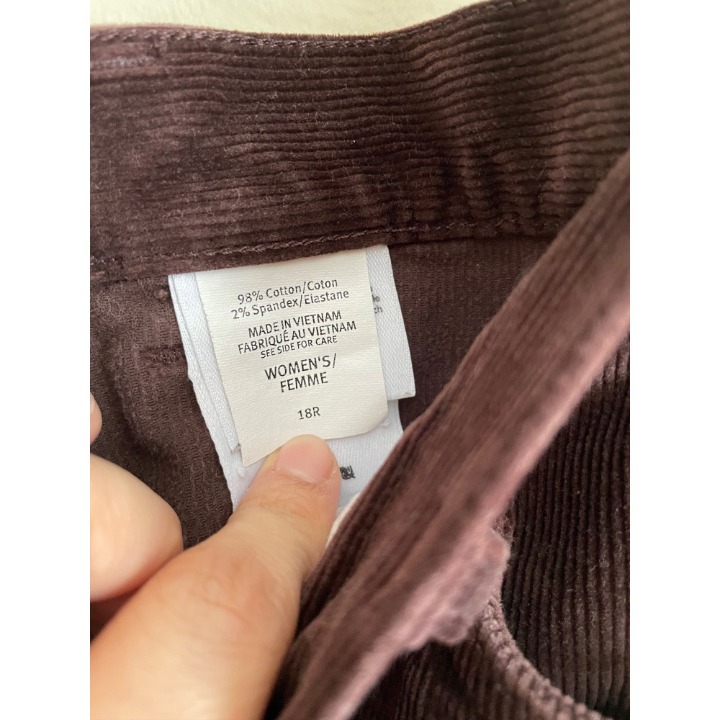 98% Cotton/Coton
2% Spandex/Elastane
MADE IN VIETNAM
FABRIQUÉ AU VIETNAM
SEE SIDE FOR CARE
WOMEN'S/
FEMME
18R